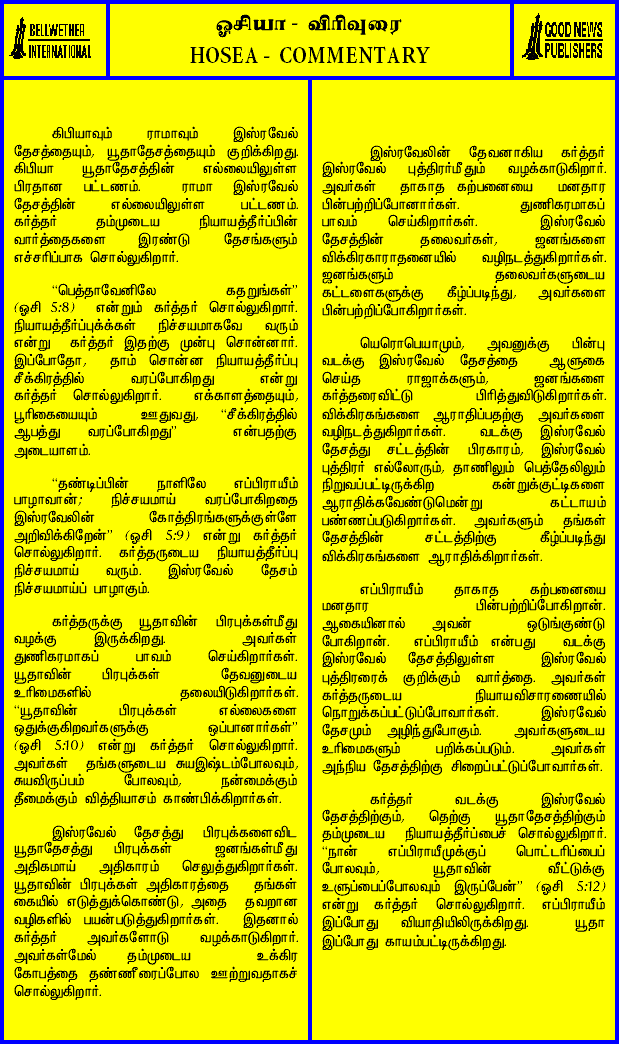 BELLWETHER
INTERNATIONAL
ஓசியா - விரிவுரை
HOSEA - COMMENTARY
GOOD NEWS
PUBLISHERS
கிபியாவும் ராமாவும் இஸ்ரவேல்
தேசத்தையும், யூதாதேசத்தையும் குறிக்கிறது.
கிபியா யூதாதேசத்தின் எல்லையிலுள்ள
பிரதான பட்டணம். ராமா இஸ்ரவேல்
தேசத்தின் எல்லையிலுள்ள பட்டணம்.
கர்த்தர் தம்முடைய நியாயத்தீர்ப்பின்
வார்த்தைகளை இரண்டு தேசங்களும்
எச்சரிப்பாக சொல்லுகிறார்.
“பெத்தாவேனிலே கதறுங்கள்”
(ஓசி 5:8) என்றும் கர்த்தர் சொல்லுகிறார்.
நியாயத்தீர்ப்புக்க்கள் நிச்சயமாகவே வரும்
என்று கர்த்தர் இதற்கு முன்பு சொன்னார்.
இப்போதோ, தாம் சொன்ன நியாயத்தீர்ப்பு
சீக்கிரத்தில் வரப்போகிறது என்று
கர்த்தர் சொல்லுகிறார். எக்காளத்தையும்,
பூரிகையையும் ஊதுவது, “சீக்கிரத்தில்
ஆபத்து வரப்போகிறது” என்பதற்கு
அடையாளம்.
“தண்டிப்பின் நாளிலே எப்பிராயீம்
பாழாவான்; நிச்சயமாய் வரப்போகிறதை
இஸ்ரவேலின் கோத்திரங்களுக்குள்ளே
அறிவிக்கிறேன்” (ஓசி 5:9) என்று கர்த்தர்
சொல்லுகிறார். கர்த்தருடைய நியாயத்தீர்ப்பு
நிச்சயமாய் வரும். இஸ்ரவேல் தேசம்
நிச்சயமாய்ப் பாழாகும்.
கர்த்தருக்கு யூதாவின் பிரபுக்கள்மீது
வழக்கு இருக்கிறது. அவர்கள்
துணிகரமாகப் பாவம் செய்கிறார்கள்.
யூதாவின் பிரபுக்கள் தேவனுடைய
உரிமைகளில் தலையிடுகிறார்கள்.
“யூதாவின் பிரபுக்கள் எல்லைகளை
ஒதுக்குகிறவர்களுக்கு ஒப்பானார்கள்”
(ஓசி 5:10) என்று கர்த்தர் சொல்லுகிறார்.
அவர்கள் தங்களுடைய சுயஇஷ்டம்போலவும்,
சுயவிருப்பம் போலவும், நன்மைக்கும்
தீமைக்கும் வித்தியாசம் காண்பிக்கிறார்கள்.
இஸ்ரவேல் தேசத்து பிரபுக்களைவிட
யூதாதேசத்து பிரபுக்கள் ஜனங்கள்மீது
அதிகமாய் அதிகாரம் செலுத்துகிறார்கள்.
யூதாவின் பிரபுக்கள் அதிகாரத்தை தங்கள்
கையில் எடுத்துக்கொண்டு, அதை தவறான
வழிகளில் பயன்படுத்துகிறார்கள். இதனால்
கர்த்தர் அவர்களோடு வழக்காடுகிறார்.
அவர்கள்மேல் தம்முடைய உக்கிர
கோபத்தை தண்ணீரைப்போல ஊற்றுவதாகச்
சொல்லுகிறார்.
இஸ்ரவேலின் தேவனாகிய கர்த்தர்
இஸ்ரவேல் புத்திரர்மீதும் வழக்காடுகிறார்.
அவர்கள் தாகாத கற்பனையை மனதார
பின்பற்றிப்போனார்கள். துணிகரமாகப்
பாவம் செய்கிறார்கள். இஸ்ரவேல்
தேசத்தின் தலைவர்கள், ஜனங்களை
விக்கிரகாராதனையில் வழிநடத்துகிறார்கள்.
ஜனங்களும் தலைவர்களுடைய
கட்டளைகளுக்கு கீழ்ப்படிந்து, அவர்களை
பின்பற்றிப்போகிறார்கள்.
யெரொபெயாமும், அவனுக்கு பின்பு
வடக்கு இஸ்ரவேல் தேசத்தை ஆளுகை
செய்த ராஜாக்களும், ஜனங்களை
கர்த்தரைவிட்டு பிரித்துவிடுகிறார்கள்.
விக்கிரகங்களை ஆராதிப்பதற்கு அவர்களை
வழிநடத்துகிறார்கள். வடக்கு இஸ்ரவேல்
தேசத்து சட்டத்தின் பிரகாரம், இஸ்ரவேல்
புத்திரர் எல்லோரும், தாணிலும் பெத்தேலிலும்
நிறுவப்பட்டிருக்கிற கன்றுக்குட்டிகளை
ஆராதிக்கவேண்டுமென்று கட்டாயம்
பண்ணப்படுகிறார்கள். அவர்களும் தங்கள்
தேசத்தின் சட்டத்திற்கு கீழ்ப்படிந்து
விக்கிரகங்களை ஆராதிக்கிறார்கள்.
எப்பிராயீம் தாகாத கற்பனையை
மனதார பின்பற்றிப்போகிறான்.
ஆகையினால் அவன் ஒடுங்குண்டு
போகிறான். எப்பிராயீம் என்பது வடக்கு
இஸ்ரவேல் தேசத்திலுள்ள இஸ்ரவேல்
புத்திரரைக் குறிக்கும் வார்த்தை. அவர்கள்
கர்த்தருடைய நியாயவிசாரணையில்
நொறுக்கப்பட்டுப்போவார்கள். இஸ்ரவேல்
தேசமும் அழிந்துபோகும். அவர்களுடைய
உரிமைகளும் பறிக்கப்படும். அவர்கள்
அந்நிய தேசத்திற்கு சிறைப்பட்டுப்போவார்கள்.
கர்த்தர் வடக்கு இஸ்ரவேல்
தேசத்திற்கும், தெற்கு யூதாதேசத்திற்கும்
தம்முடைய நியாயத்தீர்ப்பைச் சொல்லுகிறார்.
“நான் எப்பிராயீமுக்குப் பொட்டரிப்பைப்
போலவும், யூதாவின் வீட்டுக்கு
உளுப்பைப்போலவும் இருப்பேன்” (ஓசி 5:12)
என்று கர்த்தர் சொல்லுகிறார். எப்பிராயீம்
இப்போது வியாதியிலிருக்கிறது. யூதா
இப்போது காயம்பட்டிருக்கிறது.